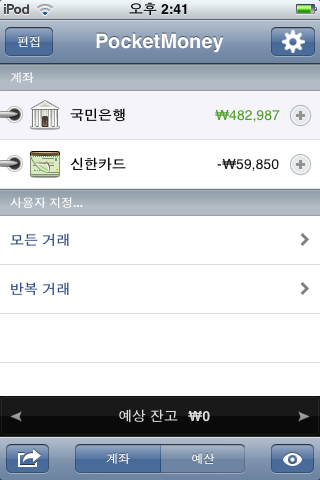 iPod 오후 2:41
편집 PocketMoney
계좌
국민은행 ₩482,987
신한카드 -₩59,850
사용자 지정...
모든 거래
반복 거래
예상 잔고 ₩0
계좌 예산